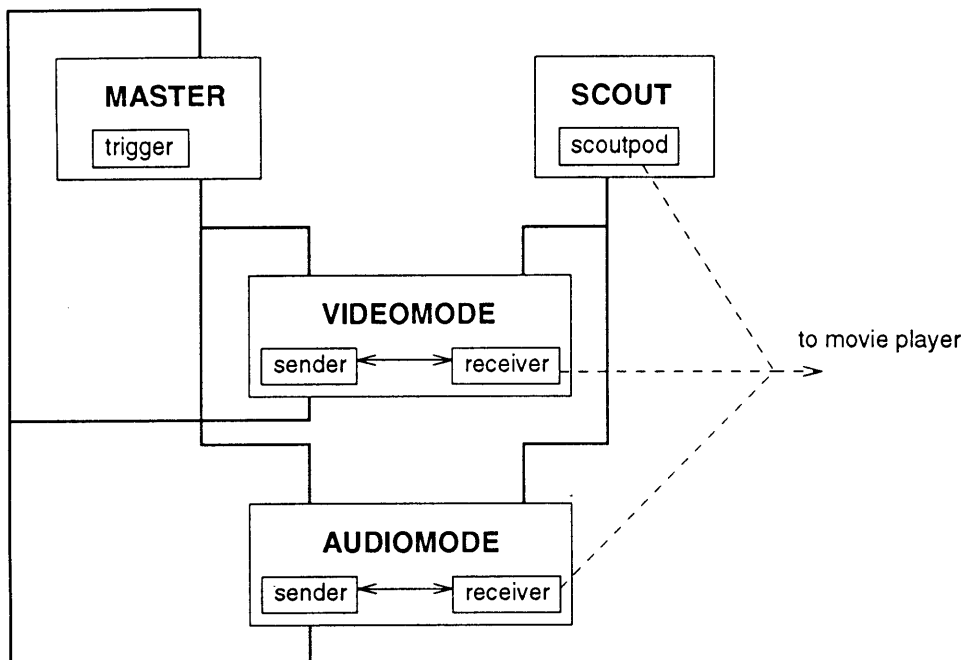 MASTER
trigger
SCOUT
scoutpod
VIDEOMODE
sender
receiver
to movie player
AUDIOMODE
sender
receiver